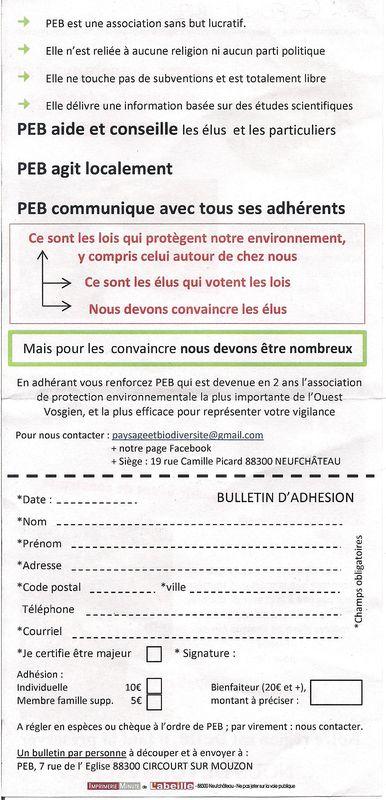 → PEB est une association sans but lucratif.
→ Elle n'est reliée à aucune religion ni aucun parti politique
→ Elle ne touche pas de subventions et est totalement libre
→ Elle délivre une information basée sur des études scientifiques
PEB aide et conseille les élus et les particuliers
PEB agit localement
PEB communique avec tous ses adhérents
Ce sont les lois qui protègent notre environnement,
y compris celui autour de chez nous
Ce sont les élus qui votent les lois
Nous devons convaincre les élus
Mais pour les convaincre nous devons être nombreux
En adhérant vous renforcez PEB qui est devenue en 2 ans l'association
de protection environnementale la plus importante de l'Ouest
Vosgien, et la plus efficace pour représenter votre vigilance
Pour nous contacter : paysageetbiodiversite@gmail.com
+ notre page Facebook
+ Siège : 19 rue Camille Picard 88300 NEUFCHÂTEAU
*Date : BULLETIN D'ADHESION
*Nom
*Prénom
*Adresse
*Code postal *ville
Téléphone
*Courriel
*Champs obligatoires
*Je certifie être majeur * Signature :
Adhésion :
Individuelle 10€ Bienfaiteur (20€ et +),
Membre famille supp. 5€ montant à préciser :
A régler en espèces ou chèque à l'ordre de PEB ; par virement : nous contacter.
Un bulletin par personne à découper et à envoyer à :
PEB, 7 rue de l' Eglise 88300 CIRCOURT SUR MOUZON
IMPRIMERIE MINUTE de L'abeille - 88300 Neufchâteau - Ne pas jeter sur la voie publique